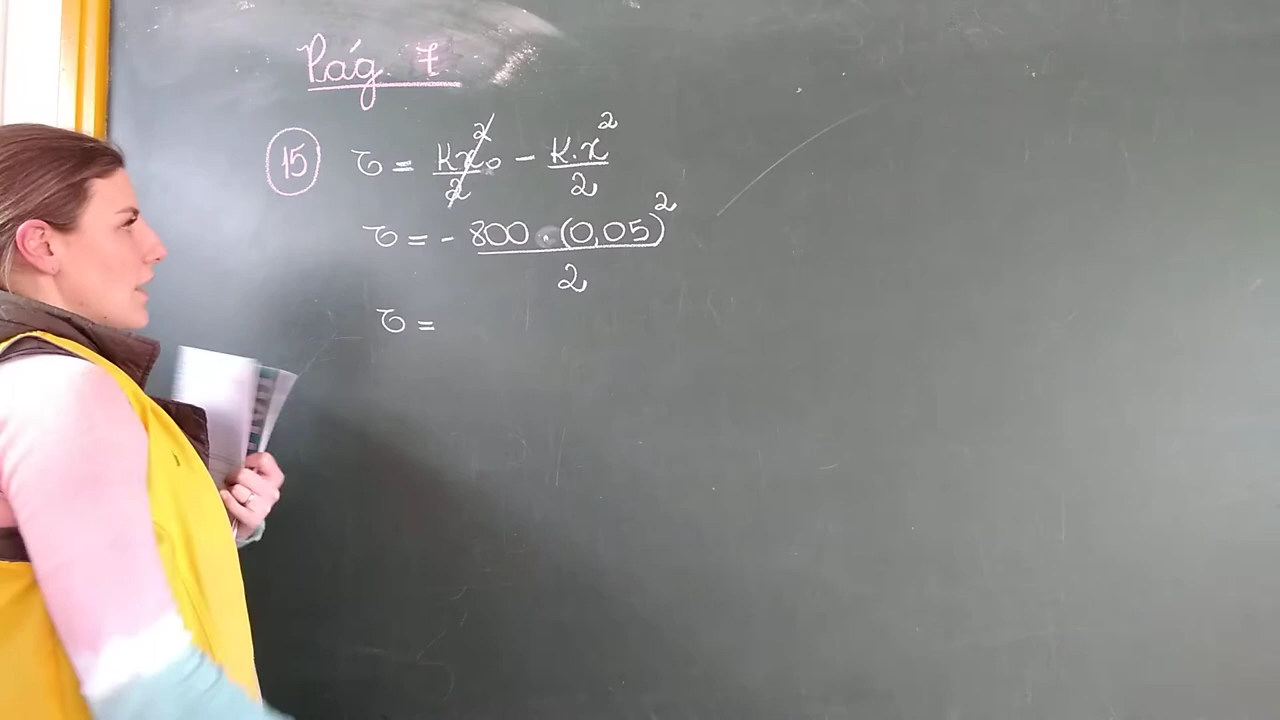 Pág. 7
15 τ = Kx₀²/2 - K.x²/2
τ = - 800 . (0,05)²/2
τ =